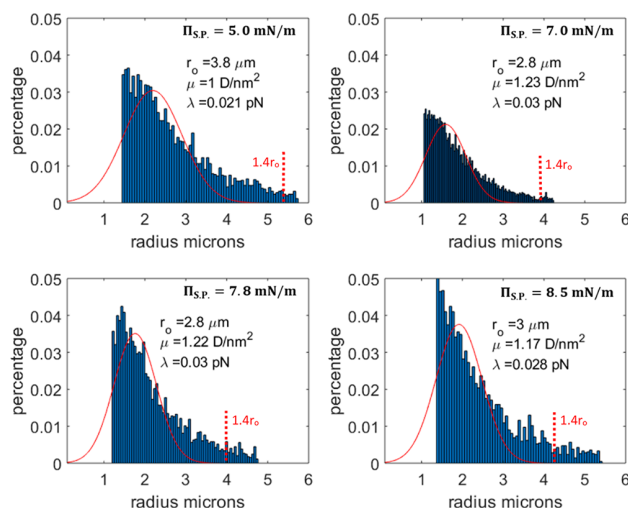 Π_S.P. = 5.0 mN/m
r_o =3.8 μm
μ =1 D/nm²
λ =0.021 pN
1.4r_o
percentage
0.05
0.04
0.03
0.02
0.01
0
1 2 3 4 5 6
radius microns
Π_S.P. = 7.0 mN/m
r_o =2.8 μm
μ =1.23 D/nm²
λ =0.03 pN
1.4r_o
percentage
0.05
0.04
0.03
0.02
0.01
0
1 2 3 4 5 6
radius microns
Π_S.P. = 7.8 mN/m
r_o =2.8 μm
μ =1.22 D/nm²
λ =0.03 pN
1.4r_o
percentage
0.05
0.04
0.03
0.02
0.01
0
1 2 3 4 5 6
radius microns
Π_S.P. = 8.5 mN/m
r_o =3 μm
μ =1.17 D/nm²
λ =0.028 pN
1.4r_o
percentage
0.05
0.04
0.03
0.02
0.01
0
1 2 3 4 5 6
radius microns